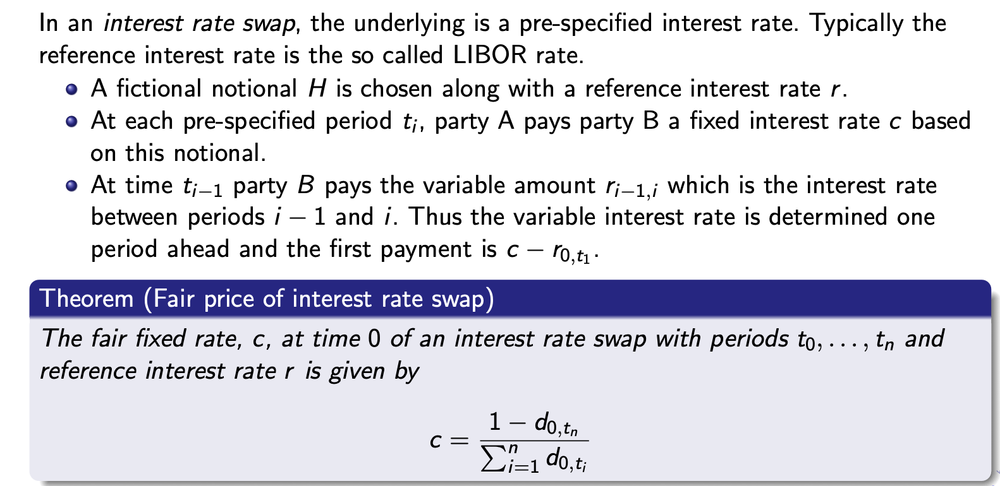 In an interest rate swap, the underlying is a pre-specified interest rate. Typically the
reference interest rate is the so called LIBOR rate.
• A fictional notional H is chosen along with a reference interest rate r.
• At each pre-specified period t_i, party A pays party B a fixed interest rate c based
on this notional.
• At time t_{i−1} party B pays the variable amount r_{i−1,i} which is the interest rate
between periods i − 1 and i. Thus the variable interest rate is determined one
period ahead and the first payment is c − r_{0,t_1}.
Theorem (Fair price of interest rate swap)
The fair fixed rate, c, at time 0 of an interest rate swap with periods t_0, . . . , t_n and
reference interest rate r is given by
c = \frac{1 − d_{0,t_n}}{\sum_{i=1}^{n} d_{0,t_i}}